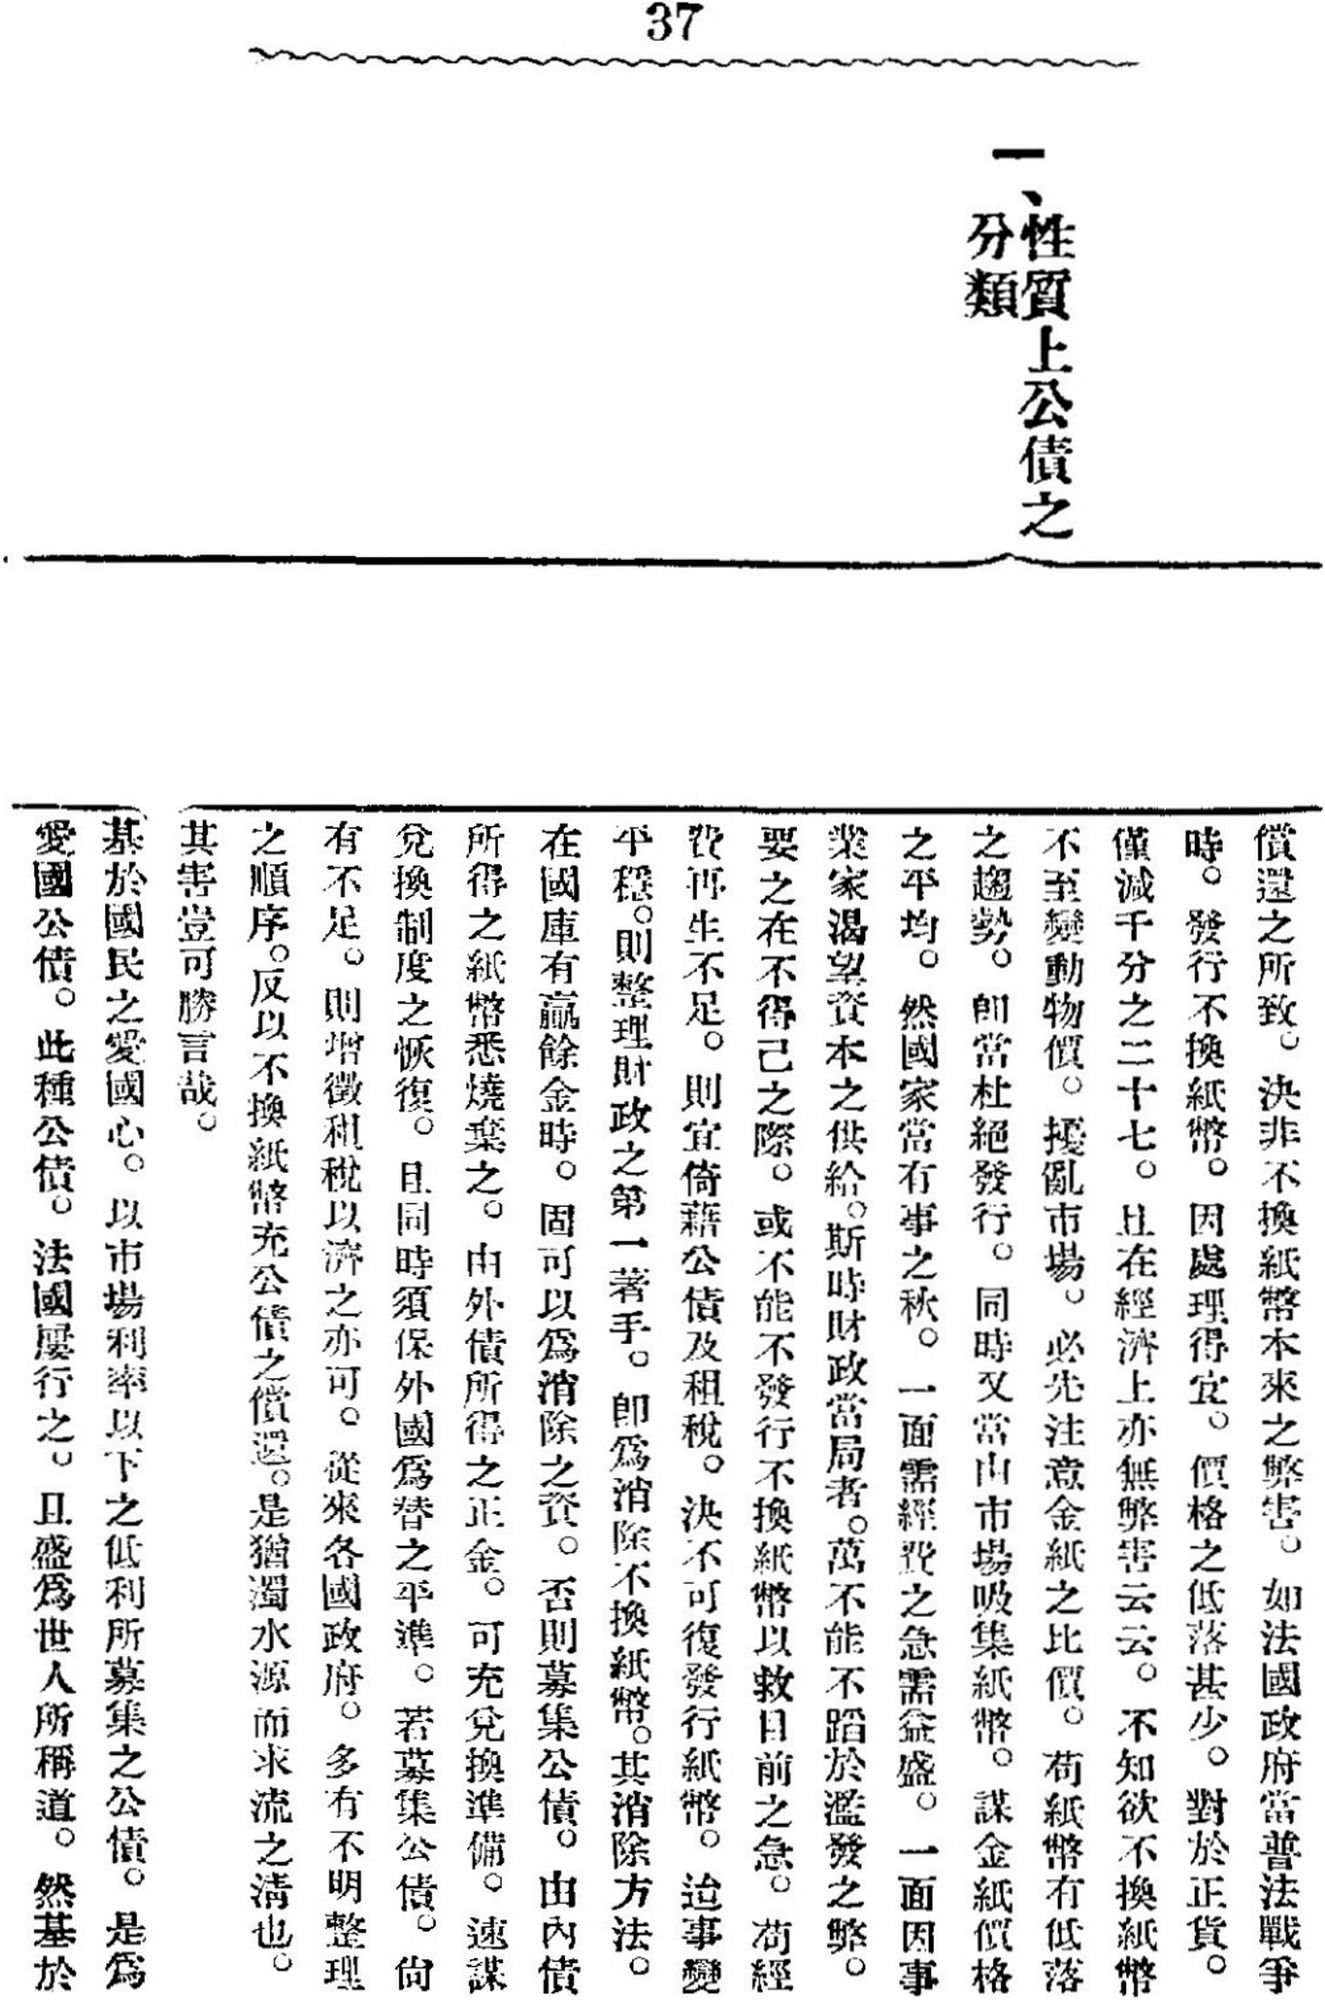 37
一、性質上公債之
分類
償還之所致。決非不換紙幣本來之弊害。如法國政府當普法戰爭
時。發行不換紙幣。因處理得宜。價格之低落甚少。對於正貨。
僅減千分之二十七。且在經濟上亦無弊害云云。不知欲不換紙幣
不至變動物價。擾亂市場。必先注意金紙之比價。苟紙幣有低落
之趨勢。卽當杜絕發行。同時又當由市場吸集紙幣。謀金紙價格
之平均。然國家當有事之秋。一面需經費之急需益盛。一面因事
業家渴望資本之供給。斯時財政當局者。萬不能不蹈於濫發之弊。
要之在不得已之際。或不能不發行不換紙幣以救目前之急。苟經
費再生不足。則宜倚藉公債及租稅。決不可復發行紙幣。迨事變
平穩。則整理財政之第一著手。卽爲消除不換紙幣。其消除方法。
在國庫有贏餘金時。固可以爲消除之資。否則募集公債。由內債
所得之紙幣悉燒棄之。由外債所得之正金。可充兌換準備。速謀
兌換制度之恢復。且同時須保外國爲替之平準。若募集公債。尙
有不足。則增徵租稅以濟之亦可。從來各國政府。多有不明整理
之順序。反以不換紙幣充公債之償還。是猶濁水源而求流之淸也。
其害豈可勝言哉。
基於國民之愛國心。以市場利率以下之低利所募集之公債。是爲
愛國公債。此種公債。法國屢行之。且盛爲世人所稱道。然基於